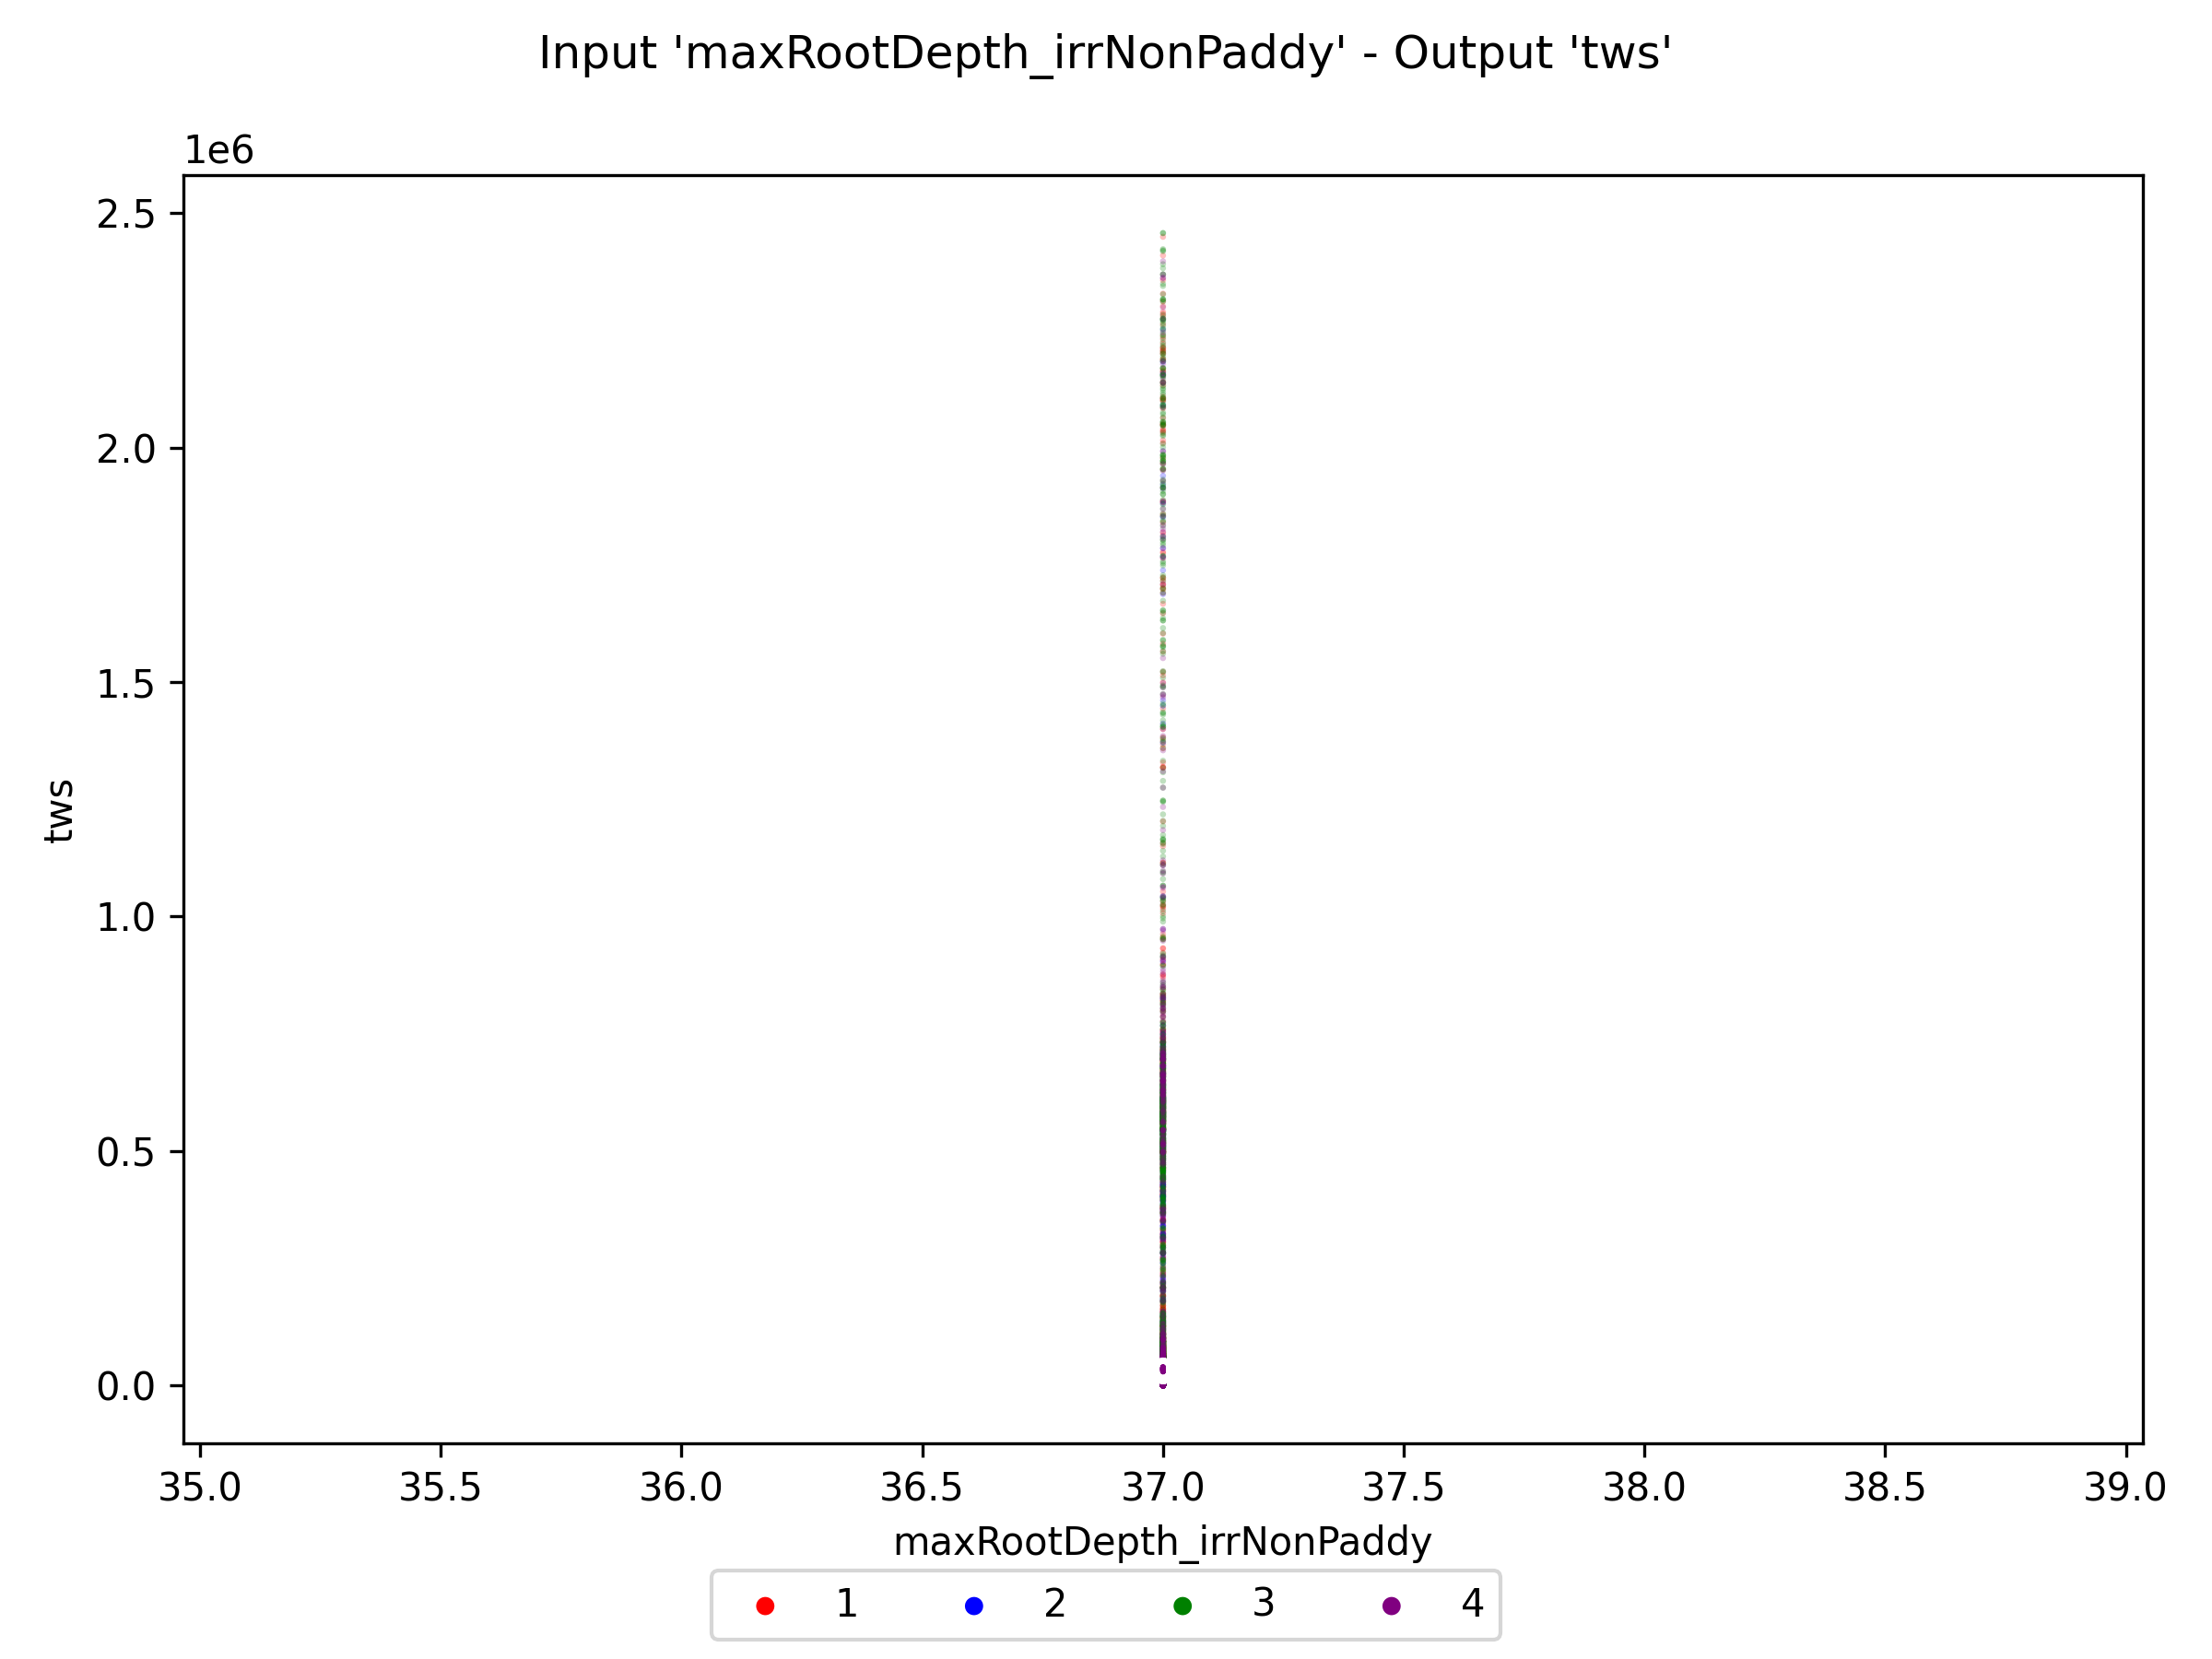 Input 'maxRootDepth_irrNonPaddy' - Output 'tws'
1e6
2.5
2.0
1.5
1.0
0.5
0.0
tws
35.0 35.5 36.0 36.5 37.0 37.5 38.0 38.5 39.0
maxRootDepth_irrNonPaddy
1 2 3 4